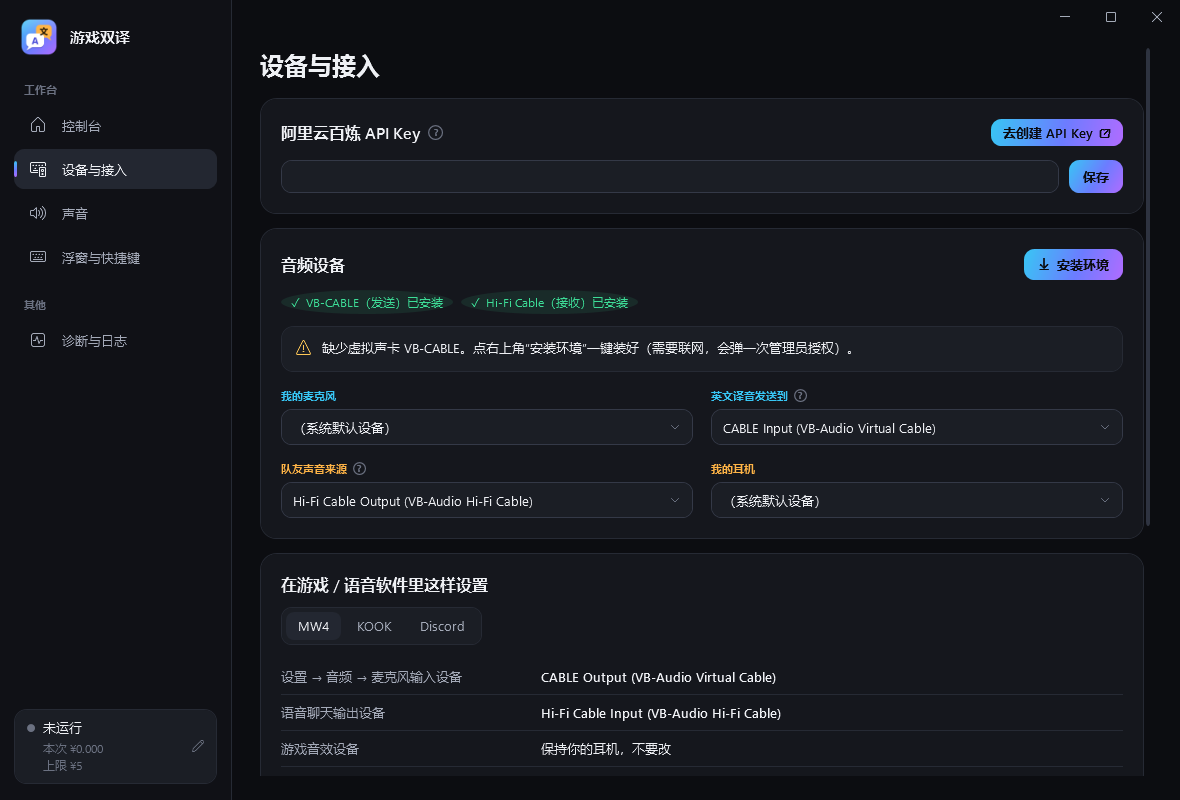 游戏双译
工作台
控制台
设备与接入
声音
浮窗与快捷键
其他
诊断与日志
未运行
本次 ¥0.000
上限 ¥5
设备与接入
阿里云百炼 API Key ?
去创建 API Key
保存
音频设备
安装环境
✓ VB-CABLE（发送）已安装 ✓ Hi-Fi Cable（接收）已安装
缺少虚拟声卡 VB-CABLE。点右上角“安装环境”一键装好（需要联网，会弹一次管理员授权）。
我的麦克风
（系统默认设备）
英文译音发送到 ?
CABLE Input (VB-Audio Virtual Cable)
队友声音来源 ?
Hi-Fi Cable Output (VB-Audio Hi-Fi Cable)
我的耳机
（系统默认设备）
在游戏 / 语音软件里这样设置
MW4 KOOK Discord
设置 → 音频 → 麦克风输入设备 CABLE Output (VB-Audio Virtual Cable)
语音聊天输出设备 Hi-Fi Cable Input (VB-Audio Hi-Fi Cable)
游戏音效设备 保持你的耳机，不要改